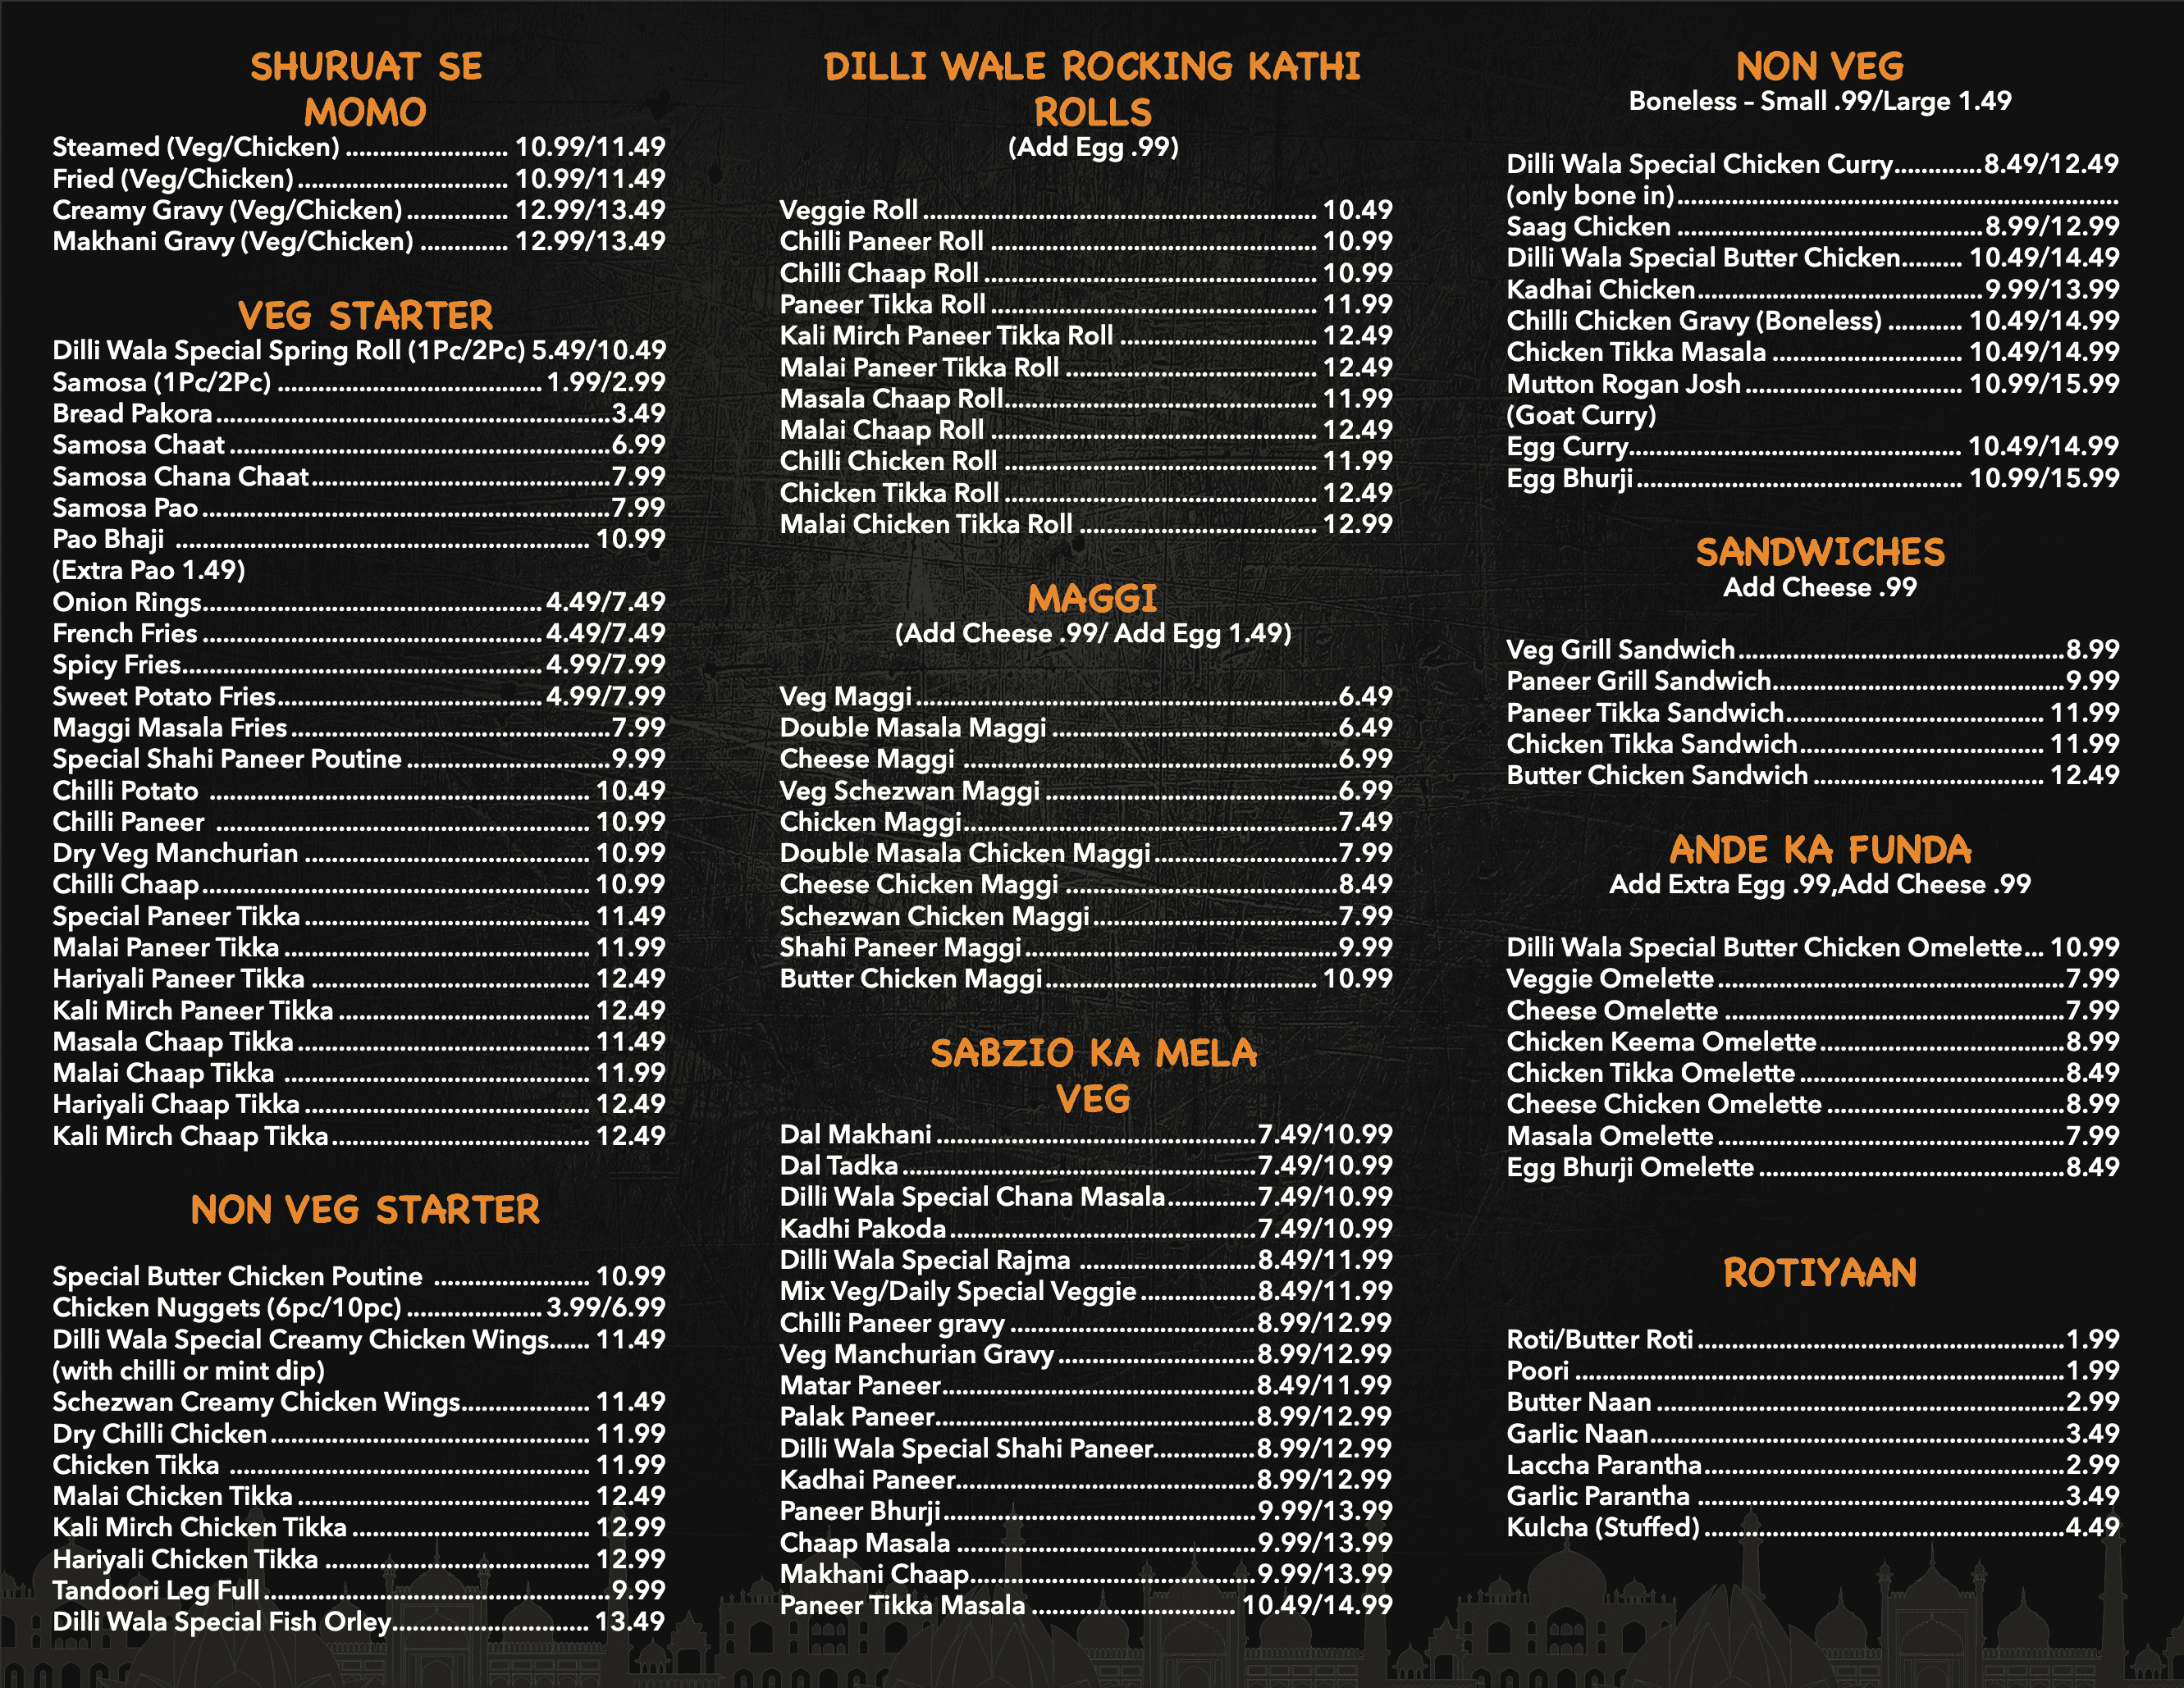 SHURUAT SE
MOMO
Steamed (Veg/Chicken) ........................ 10.99/11.49
Fried (Veg/Chicken) ............................... 10.99/11.49
Creamy Gravy (Veg/Chicken) ............... 12.99/13.49
Makhani Gravy (Veg/Chicken) ............. 12.99/13.49
VEG STARTER
Dilli Wala Special Spring Roll (1Pc/2Pc) 5.49/10.49
Samosa (1Pc/2Pc) ....................................... 1.99/2.99
Bread Pakora ..........................................................3.49
Samosa Chaat ........................................................6.99
Samosa Chana Chaat............................................7.99
Samosa Pao ............................................................7.99
Pao Bhaji ............................................................. 10.99
(Extra Pao 1.49)
Onion Rings.................................................. 4.49/7.49
French Fries .................................................. 4.49/7.49
Spicy Fries..................................................... 4.99/7.99
Sweet Potato Fries....................................... 4.99/7.99
Maggi Masala Fries ...............................................7.99
Special Shahi Paneer Poutine ..............................9.99
Chilli Potato ........................................................ 10.49
Chilli Paneer ....................................................... 10.99
Dry Veg Manchurian .......................................... 10.99
Chilli Chaap......................................................... 10.99
Special Paneer Tikka .......................................... 11.49
Malai Paneer Tikka ............................................. 11.99
Hariyali Paneer Tikka ......................................... 12.49
Kali Mirch Paneer Tikka ..................................... 12.49
Masala Chaap Tikka ........................................... 11.49
Malai Chaap Tikka ............................................. 11.99
Hariyali Chaap Tikka .......................................... 12.49
Kali Mirch Chaap Tikka...................................... 12.49
NON VEG STARTER
Special Butter Chicken Poutine ....................... 10.99
Chicken Nuggets (6pc/10pc) .................... 3.99/6.99
Dilli Wala Special Creamy Chicken Wings...... 11.49
(with chilli or mint dip)
Schezwan Creamy Chicken Wings................... 11.49
Dry Chilli Chicken ............................................... 11.99
Chicken Tikka ..................................................... 11.99
Malai Chicken Tikka ........................................... 12.49
Kali Mirch Chicken Tikka ................................... 12.99
Hariyali Chicken Tikka ....................................... 12.99
Tandoori Leg Full ...................................................9.99
Dilli Wala Special Fish Orley............................. 13.49
DILLI WALE ROCKING KATHI
ROLLS
(Add Egg .99)
Veggie Roll .......................................................... 10.49
Chilli Paneer Roll ................................................ 10.99
Chilli Chaap Roll ................................................. 10.99
Paneer Tikka Roll ................................................ 11.99
Kali Mirch Paneer Tikka Roll ............................. 12.49
Malai Paneer Tikka Roll ..................................... 12.49
Masala Chaap Roll.............................................. 11.99
Malai Chaap Roll ................................................ 12.49
Chilli Chicken Roll .............................................. 11.99
Chicken Tikka Roll .............................................. 12.49
Malai Chicken Tikka Roll ................................... 12.99
MAGGI
(Add Cheese .99/ Add Egg 1.49)
Veg Maggi ..............................................................6.49
Double Masala Maggi ..........................................6.49
Cheese Maggi .......................................................6.99
Veg Schezwan Maggi ...........................................6.99
Chicken Maggi.......................................................7.49
Double Masala Chicken Maggi...........................7.99
Cheese Chicken Maggi ........................................8.49
Schezwan Chicken Maggi ....................................7.99
Shahi Paneer Maggi..............................................9.99
Butter Chicken Maggi........................................ 10.99
SABZIO KA MELA
VEG
Dal Makhani ...............................................7.49/10.99
Dal Tadka ....................................................7.49/10.99
Dilli Wala Special Chana Masala.............7.49/10.99
Kadhi Pakoda .............................................7.49/10.99
Dilli Wala Special Rajma ..........................8.49/11.99
Mix Veg/Daily Special Veggie .................8.49/11.99
Chilli Paneer gravy ....................................8.99/12.99
Veg Manchurian Gravy .............................8.99/12.99
Matar Paneer..............................................8.49/11.99
Palak Paneer...............................................8.99/12.99
Dilli Wala Special Shahi Paneer...............8.99/12.99
Kadhai Paneer............................................8.99/12.99
Paneer Bhurji..............................................9.99/13.99
Chaap Masala ............................................9.99/13.99
Makhani Chaap..........................................9.99/13.99
Paneer Tikka Masala .............................. 10.49/14.99
NON VEG
Boneless – Small .99/Large 1.49
Dilli Wala Special Chicken Curry.............8.49/12.49
(only bone in) .................................................................
Saag Chicken .............................................8.99/12.99
Dilli Wala Special Butter Chicken......... 10.49/14.49
Kadhai Chicken..........................................9.99/13.99
Chilli Chicken Gravy (Boneless) ........... 10.49/14.99
Chicken Tikka Masala ............................ 10.49/14.99
Mutton Rogan Josh ................................ 10.99/15.99
(Goat Curry)
Egg Curry................................................. 10.49/14.99
Egg Bhurji ................................................ 10.99/15.99
SANDWICHES
Add Cheese .99
Veg Grill Sandwich ................................................8.99
Paneer Grill Sandwich...........................................9.99
Paneer Tikka Sandwich...................................... 11.99
Chicken Tikka Sandwich.................................... 11.99
Butter Chicken Sandwich .................................. 12.49
ANDE KA FUNDA
Add Extra Egg .99,Add Cheese .99
Dilli Wala Special Butter Chicken Omelette... 10.99
Veggie Omelette ...................................................7.99
Cheese Omelette ..................................................7.99
Chicken Keema Omelette ....................................8.99
Chicken Tikka Omelette .......................................8.49
Cheese Chicken Omelette ...................................8.99
Masala Omelette ...................................................7.99
Egg Bhurji Omelette .............................................8.49
ROTIYAAN
Roti/Butter Roti ......................................................1.99
Poori ........................................................................1.99
Butter Naan ............................................................2.99
Garlic Naan.............................................................3.49
Laccha Parantha.....................................................2.99
Garlic Parantha ......................................................3.49
Kulcha (Stuffed) .....................................................4.49